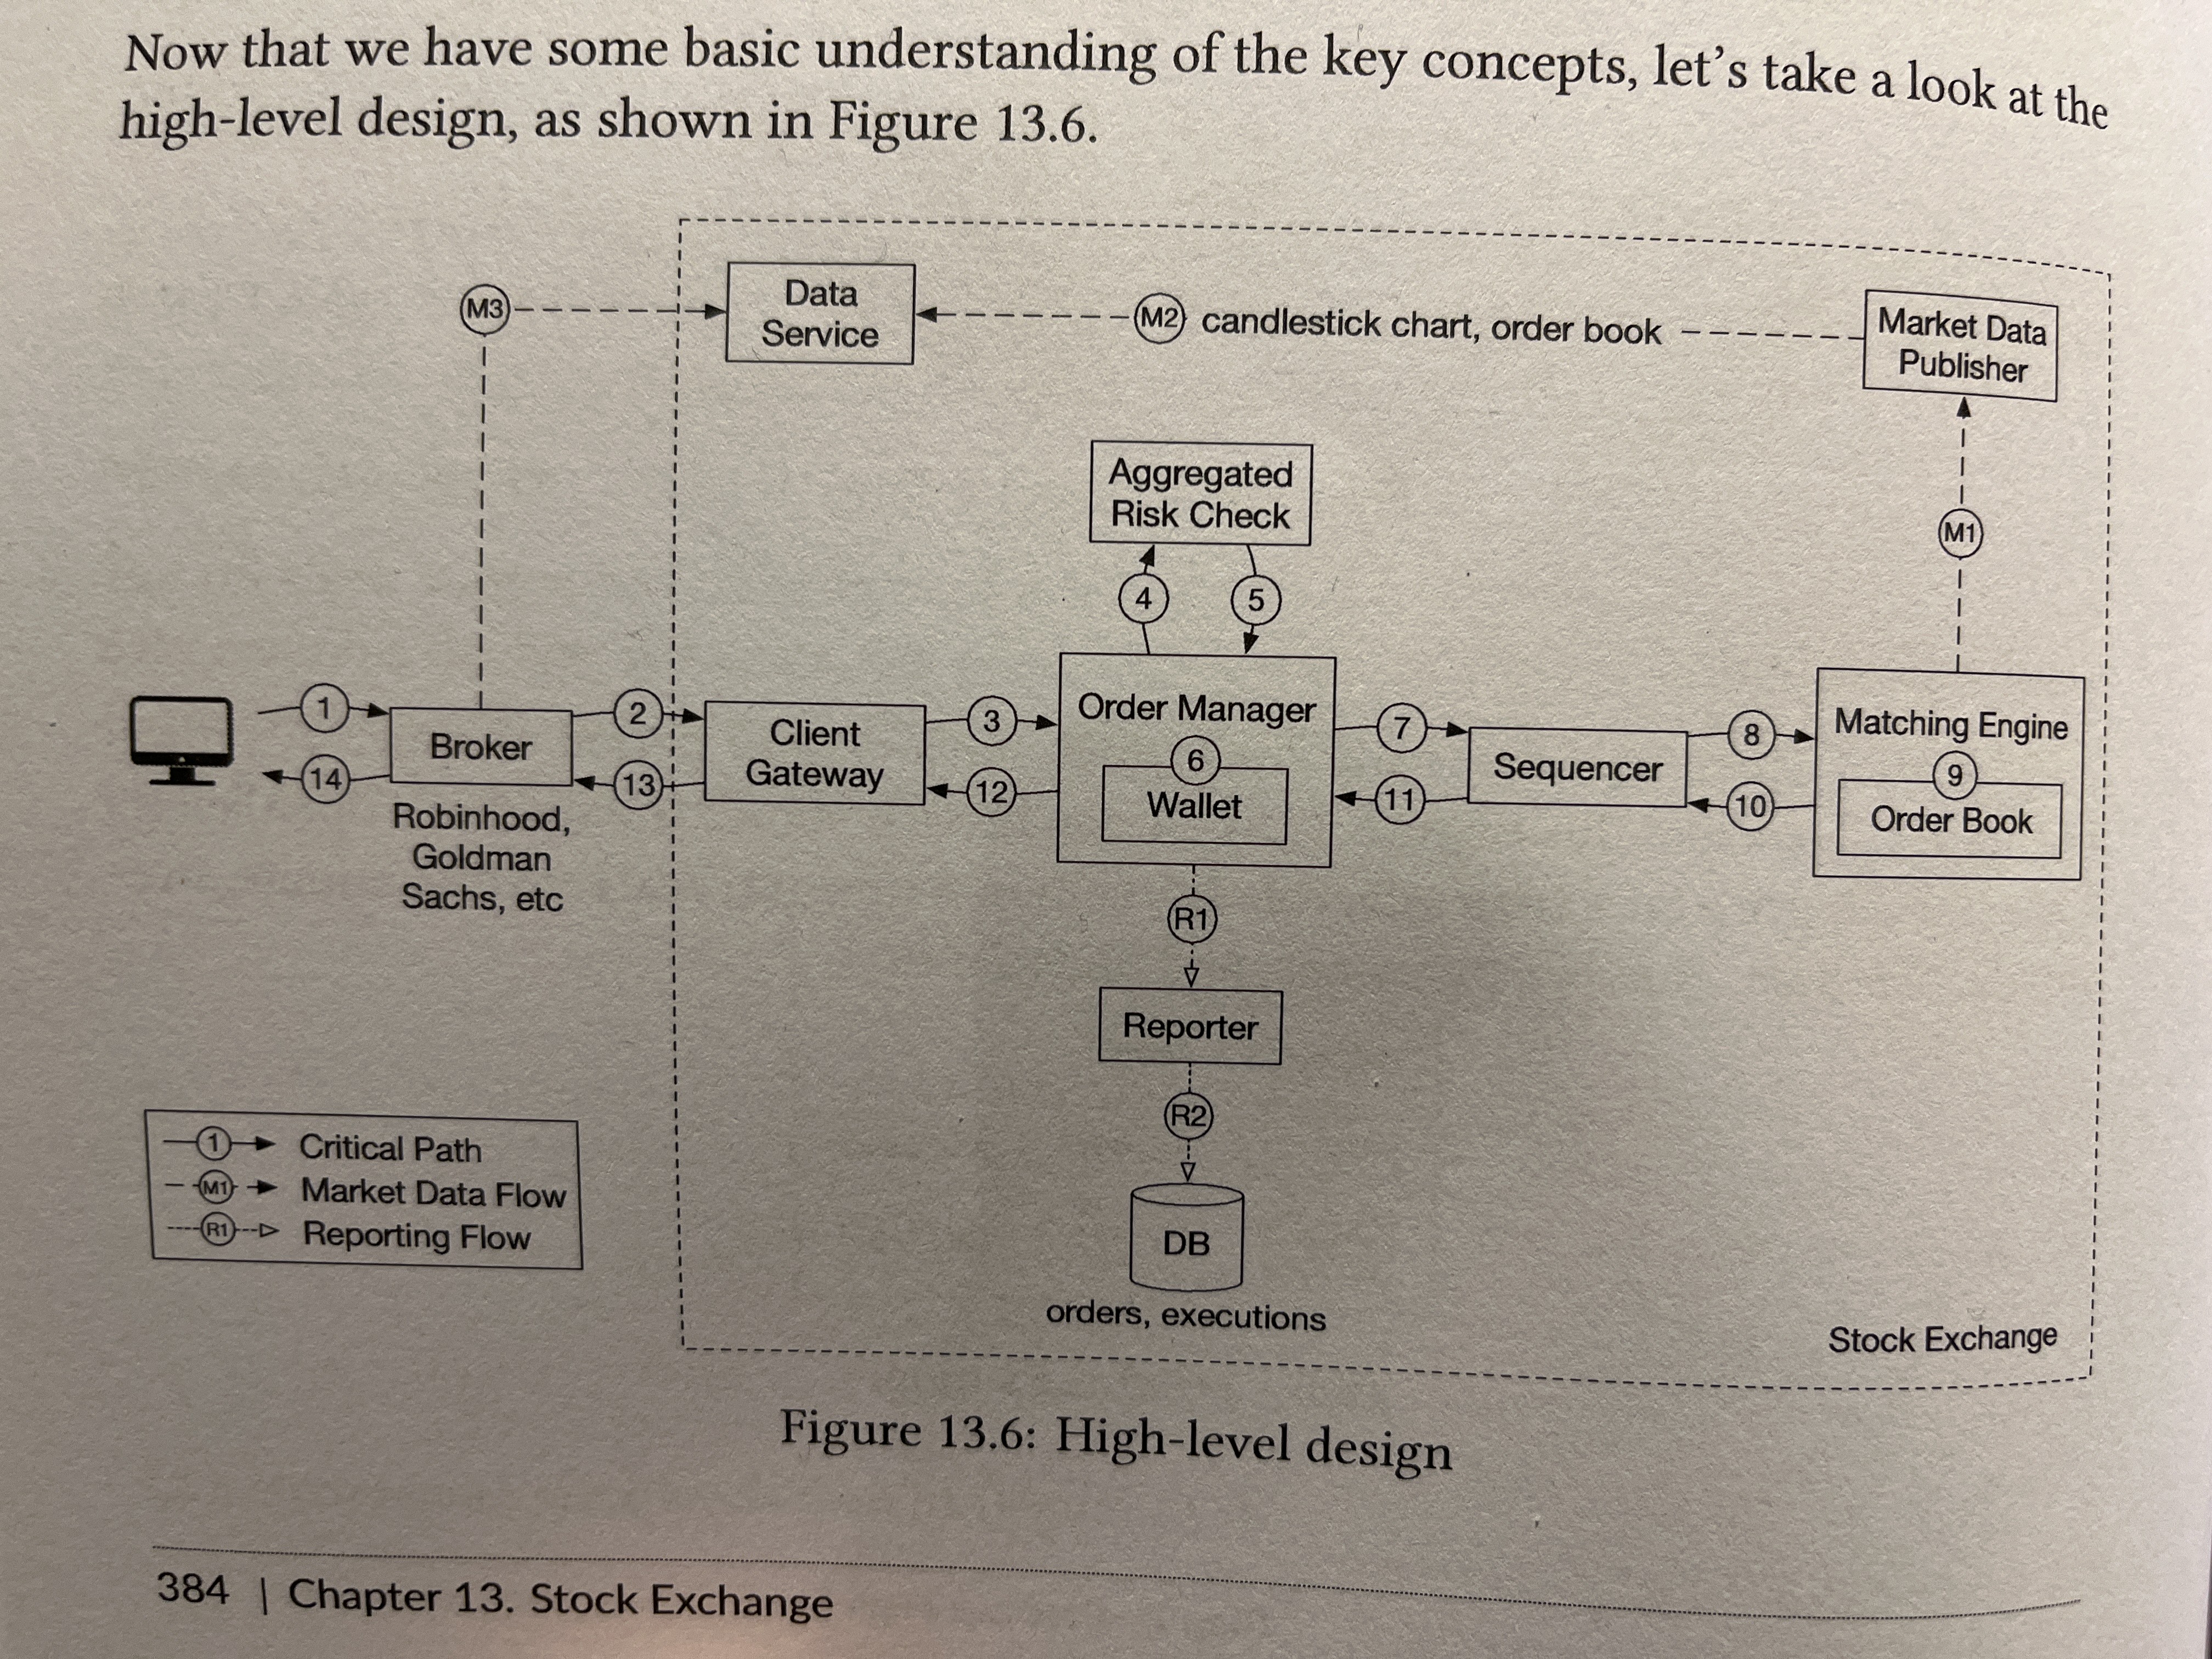 Now that we have some basic understanding of the key concepts, let's take a look at the
high-level design, as shown in Figure 13.6.
M3
Data
Service
M2 candlestick chart, order book
Market Data
Publisher
Aggregated
Risk Check
M1
4
5
1
Broker
14
Robinhood,
Goldman
Sachs, etc
2
13
Client
Gateway
3
12
Order Manager
6
Wallet
7
11
Sequencer
8
10
Matching Engine
9
Order Book
R1
Reporter
R2
DB
orders, executions
1 Critical Path
M1 Market Data Flow
R1 Reporting Flow
Stock Exchange
Figure 13.6: High-level design
384 | Chapter 13. Stock Exchange